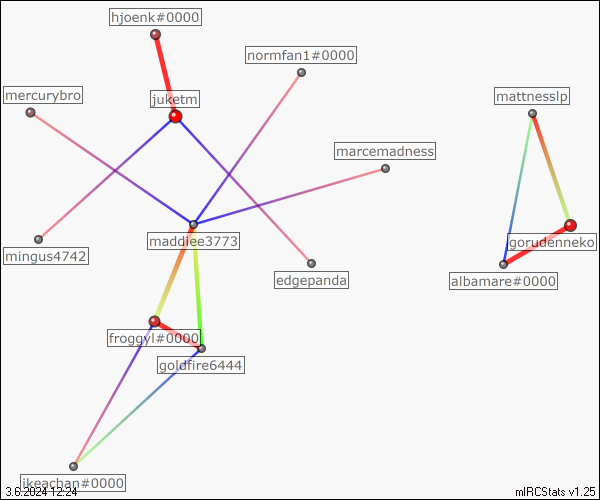 hjoenk#0000
normfan1#0000
mercurybro
juketm
mattnesslp
marcemadness
maddiee3773
gorudenneko
mingus4742
edgepanda
albamare#0000
froggyl#0000
goldfire6444
ikeachan#0000
3.6.2024 12:24
mIRCStats v1.25